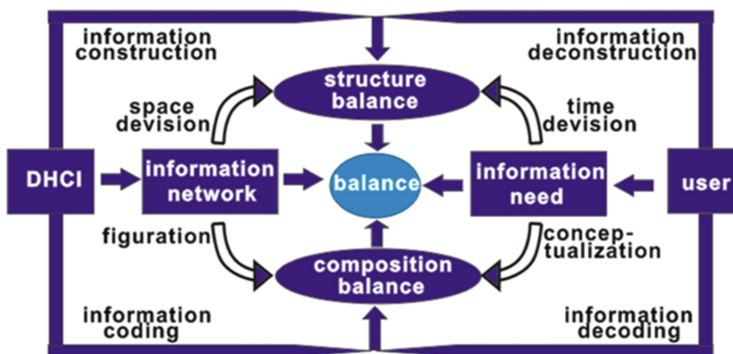 information
construction
information
deconstruction
structure
balance
space
devision
time
devision
DHCI
information
network
balance
information
need
user
figuration
concep-
tualization
composition
balance
information
coding
information
decoding